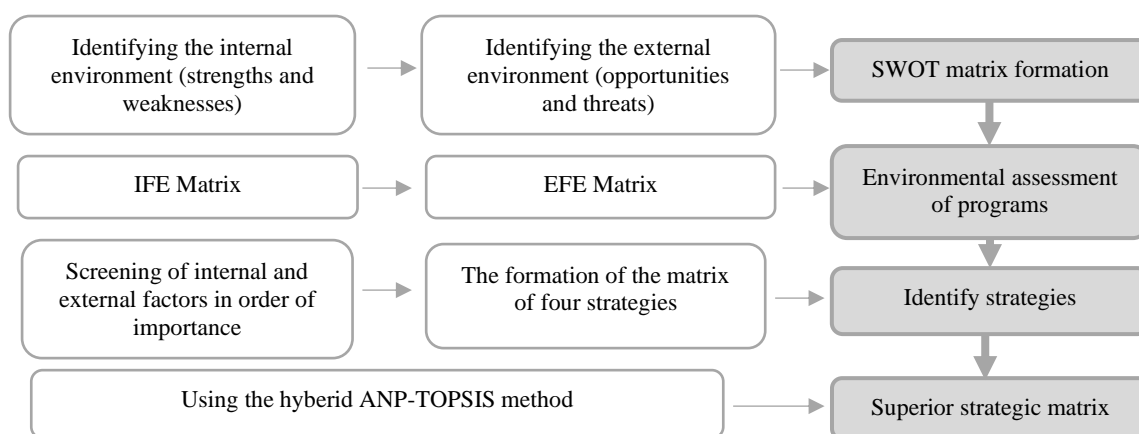 Identifying the internal
environment (strengths and
weaknesses)
Identifying the external
environment (opportunities
and threats)
SWOT matrix formation
IFE Matrix
EFE Matrix
Environmental assessment
of programs
Screening of internal and
external factors in order of
importance
The formation of the matrix
of four strategies
Identify strategies
Using the hyberid ANP-TOPSIS method
Superior strategic matrix